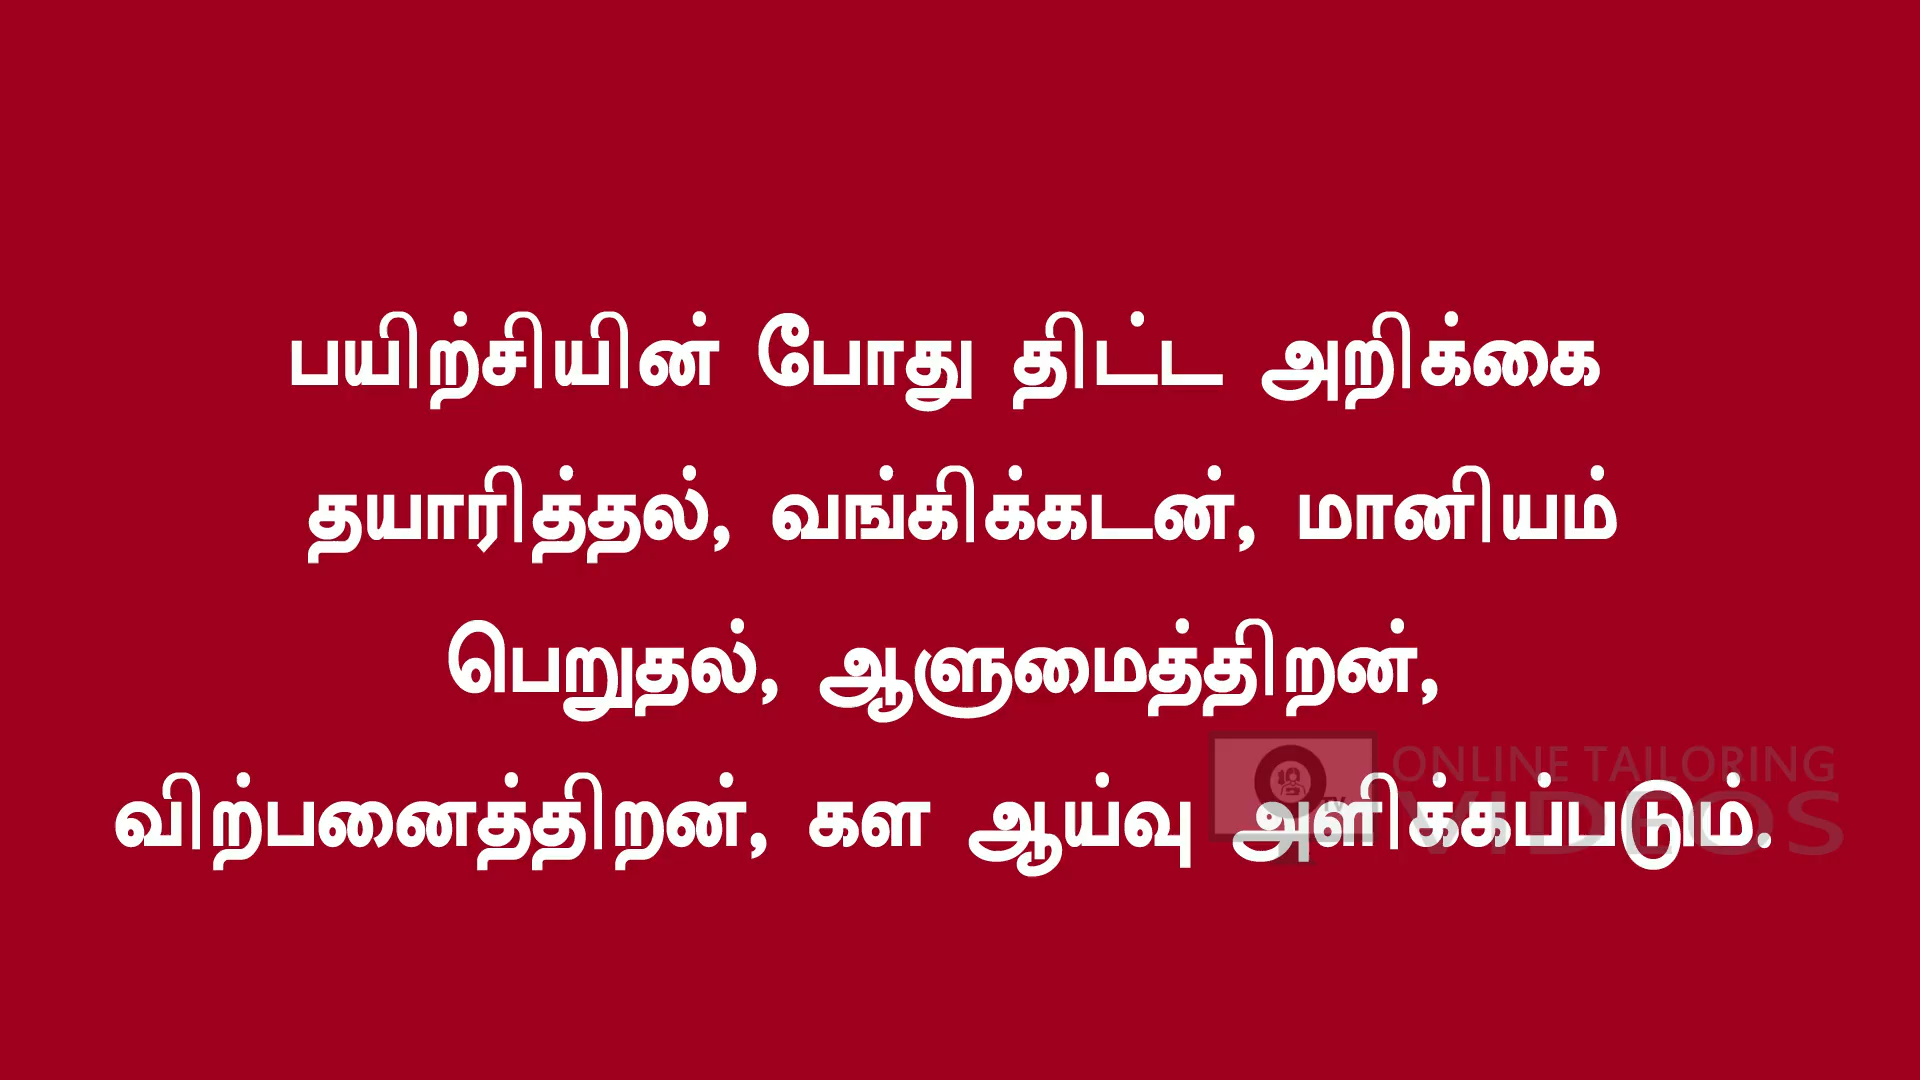 பயிற்சியின் போது திட்ட அறிக்கை
தயாரித்தல், வங்கிக்கடன், மானியம்
பெறுதல், ஆளுமைத்திறன்,
விற்பனைத்திறன், கள ஆய்வு அளிக்கப்படும்.
ONLINE TAILORING
VIDEOS
TV